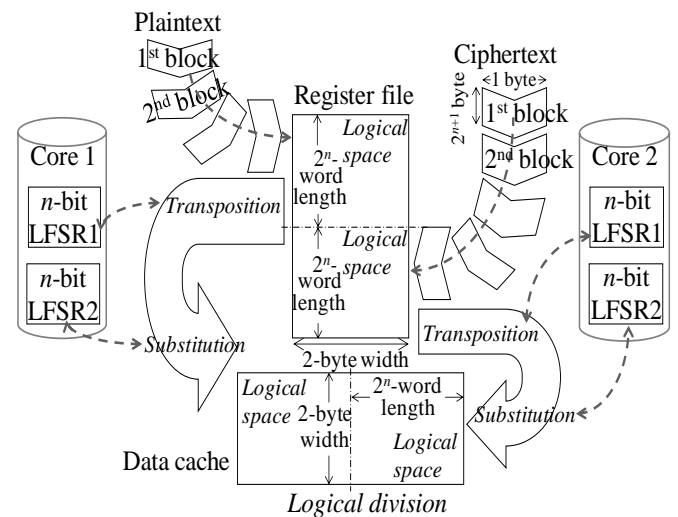 Plaintext
1st block
2nd block
Ciphertext
1 byte
2n+1 byte
1st block
2nd block
Register file
Logical
space
2n-
word
length
Logical
space
2n-
word
length
2-byte width
Core 1
n-bit
LFSR1
n-bit
LFSR2
Transposition
Substitution
Core 2
n-bit
LFSR1
n-bit
LFSR2
Transposition
Substitution
Logical
space
2-byte
width
2n-word
length
Logical
space
Data cache
Logical division